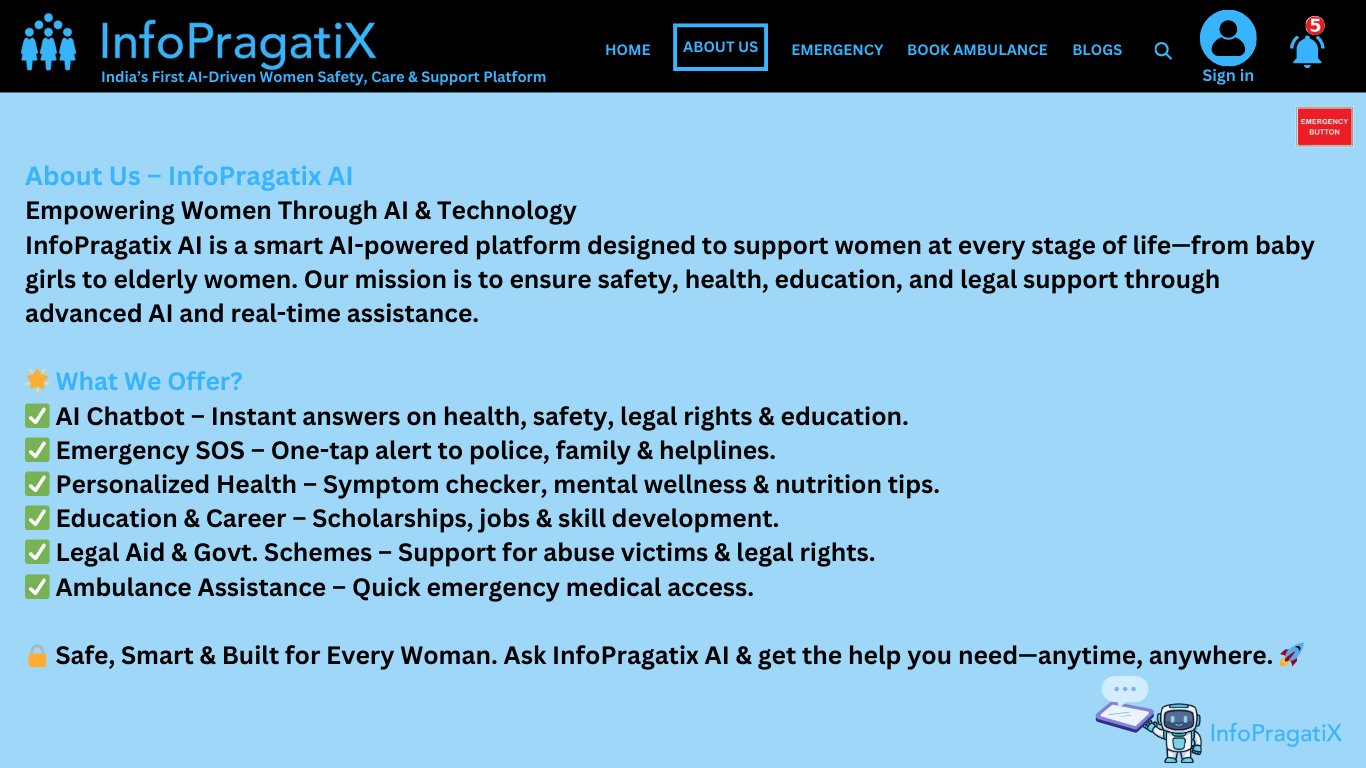 InfoPragatiX
India’s First AI-Driven Women Safety, Care & Support Platform
HOME
ABOUT US
EMERGENCY
BOOK AMBULANCE
BLOGS
Sign in
5
EMERGENCY
BUTTON
About Us – InfoPragatix AI
Empowering Women Through AI & Technology
InfoPragatix AI is a smart AI-powered platform designed to support women at every stage of life—from baby
girls to elderly women. Our mission is to ensure safety, health, education, and legal support through
advanced AI and real-time assistance.
🌟 What We Offer?
✅ AI Chatbot – Instant answers on health, safety, legal rights & education.
✅ Emergency SOS – One-tap alert to police, family & helplines.
✅ Personalized Health – Symptom checker, mental wellness & nutrition tips.
✅ Education & Career – Scholarships, jobs & skill development.
✅ Legal Aid & Govt. Schemes – Support for abuse victims & legal rights.
✅ Ambulance Assistance – Quick emergency medical access.
🔒 Safe, Smart & Built for Every Woman. Ask InfoPragatix AI & get the help you need—anytime, anywhere. 🚀
InfoPragatiX